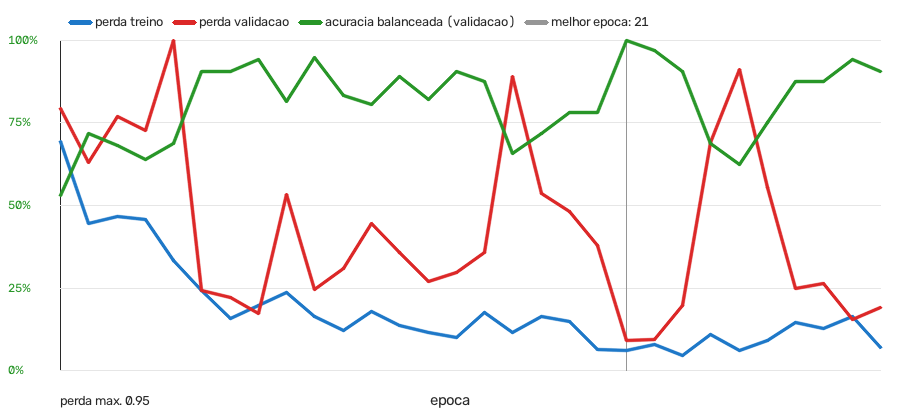 perda treino perda validacao acuracia balanceada (validacao) melhor epoca: 21
100%
75%
50%
25%
0%
perda max. 0.95 epoca